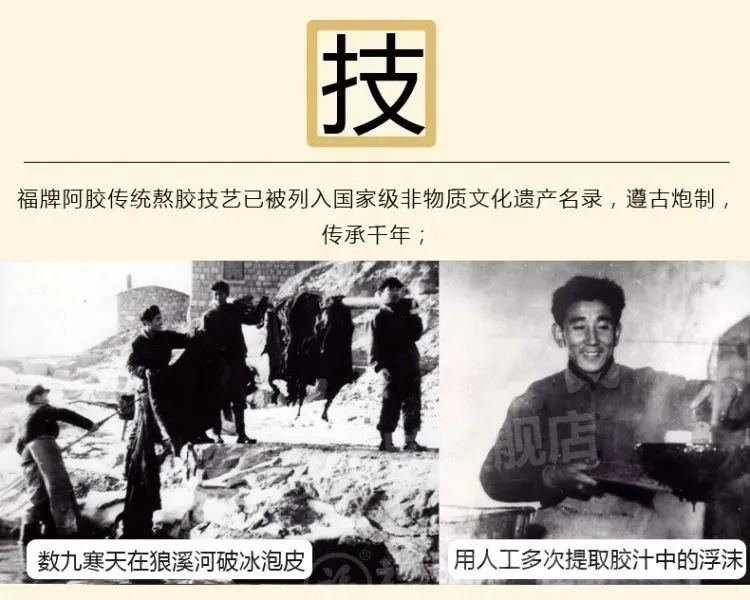 技
福牌阿胶传统熬胶技艺已被列入国家级非物质文化遗产名录，遵古炮制，
传承千年；
舰店
数九寒天在狼溪河破冰泡皮
用人工多次提取胶汁中的浮沫
®